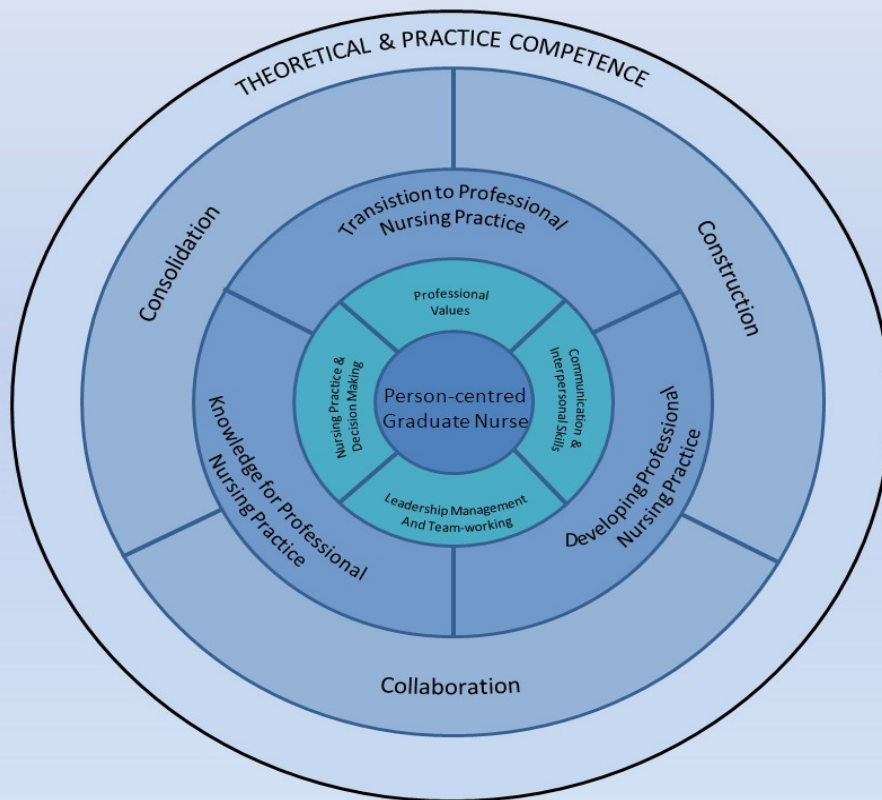 THEORETICAL & PRACTICE COMPETENCE
Consolidation
Construction
Collaboration
Transistion to Professional
Nursing Practice
Knowledge for Professional
Nursing Practice
Developing Professional
Nursing Practice
Professional
Values
Nursing Practice &
Decision Making
Communication &
Interpersonal Skills
Leadership Management
And Team-working
Person-centred
Graduate Nurse